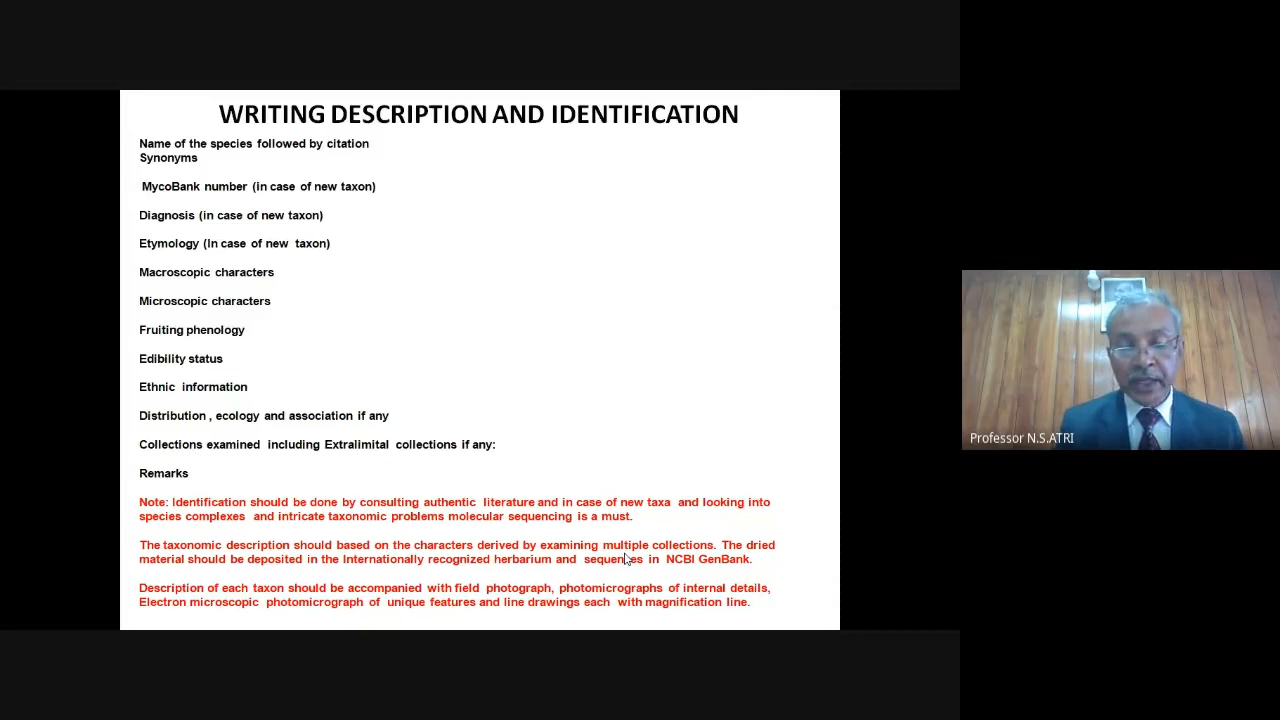 WRITING DESCRIPTION AND IDENTIFICATION
Name of the species followed by citation
Synonyms
MycoBank number (in case of new taxon)
Diagnosis (in case of new taxon)
Etymology (in case of new taxon)
Macroscopic characters
Microscopic characters
Fruiting phenology
Edibility status
Ethnic information
Distribution , ecology and association if any
Collections examined including Extralimital collections if any:
Remarks
Note: Identification should be done by consulting authentic literature and in case of new taxa and looking into
species complexes and intricate taxonomic problems molecular sequencing is a must.
The taxonomic description should based on the characters derived by examining multiple collections. The dried
material should be deposited in the Internationally recognized herbarium and sequences in NCBI GenBank.
Description of each taxon should be accompanied with field photograph, photomicrographs of internal details,
Electron microscopic photomicrograph of unique features and line drawings each with magnification line.
Professor N.S.ATRI